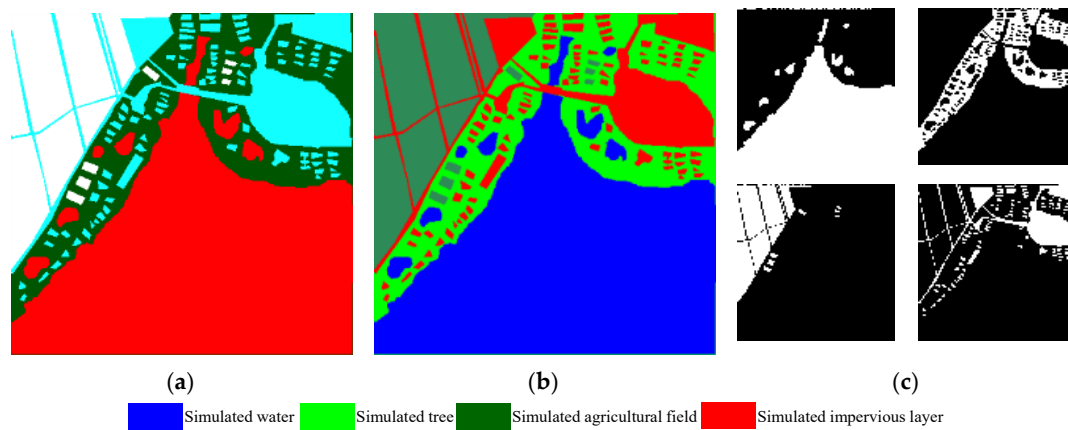 (a) (b) (c)
Simulated water Simulated tree Simulated agricultural field Simulated impervious layer